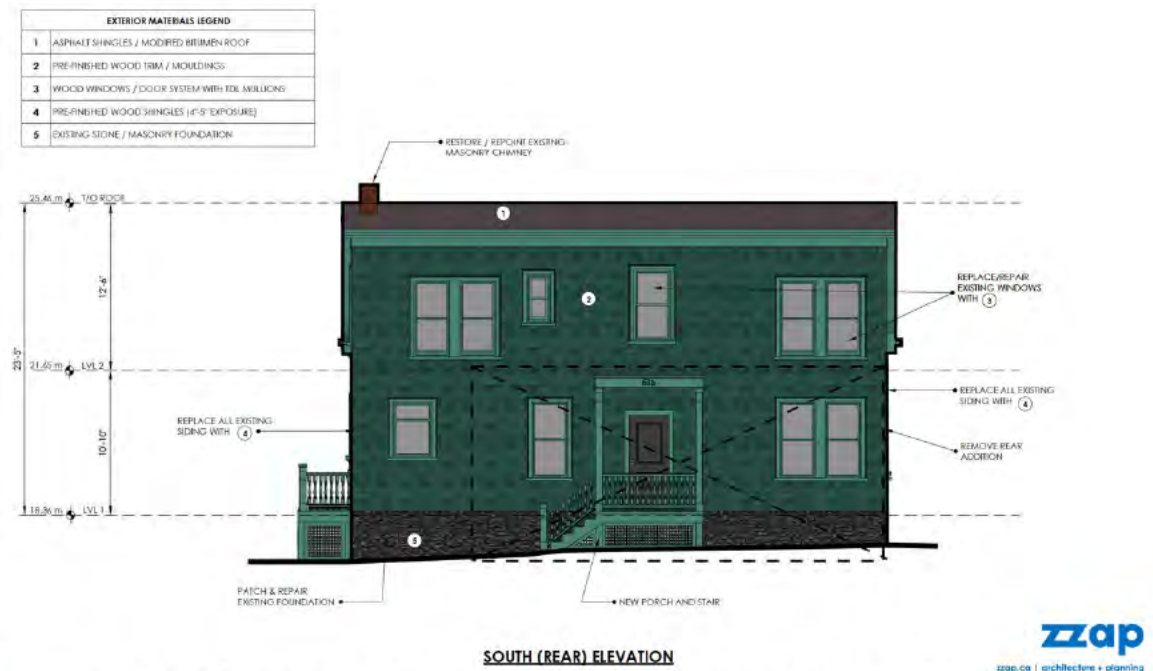 EXTERIOR MATERIALS LEGEND
1 ASPHALT SHINGLES / MODIFIED BITUMEN ROOF
2 PRE-FINISHED WOOD TRIM / MOULDINGS
3 WOOD WINDOWS / DOOR SYSTEM WITH TDL MULLIONS
4 PRE-FINISHED WOOD SHINGLES (4"-5" EXPOSURE)
5 EXISTING STONE / MASONRY FOUNDATION
RESTORE / REPOINT EXISTING
MASONRY CHIMNEY
25.46 m T/O ROOF
1
12'-6"
2
REPLACE/REPAIR
EXISTING WINDOWS
WITH 3
23'-5"
21.65 m LVL 2
REPLACE ALL EXISTING
SIDING WITH 4
REPLACE ALL EXISTING
SIDING WITH 4
10'-10"
REMOVE REAR
ADDITION
18.36 m LVL 1
5
PATCH & REPAIR
EXISTING FOUNDATION
NEW PORCH AND STAIR
SOUTH (REAR) ELEVATION
zzap
zzap.ca | architecture + planning